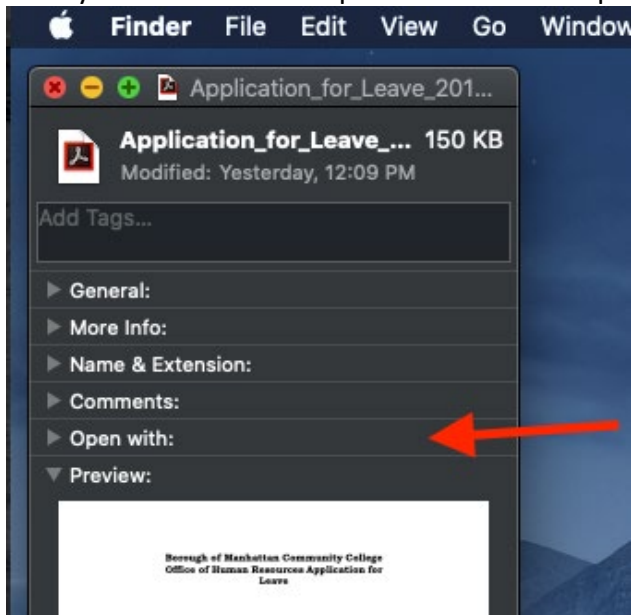 Finder File Edit View Go Window
Application_for_Leave_201...
Application_for_Leave_... 150 KB
Modified: Yesterday, 12:09 PM
Add Tags...
General:
More Info:
Name & Extension:
Comments:
Open with:
Preview:
Borough of Manhattan Community College
Office of Human Resources Application for
Leave